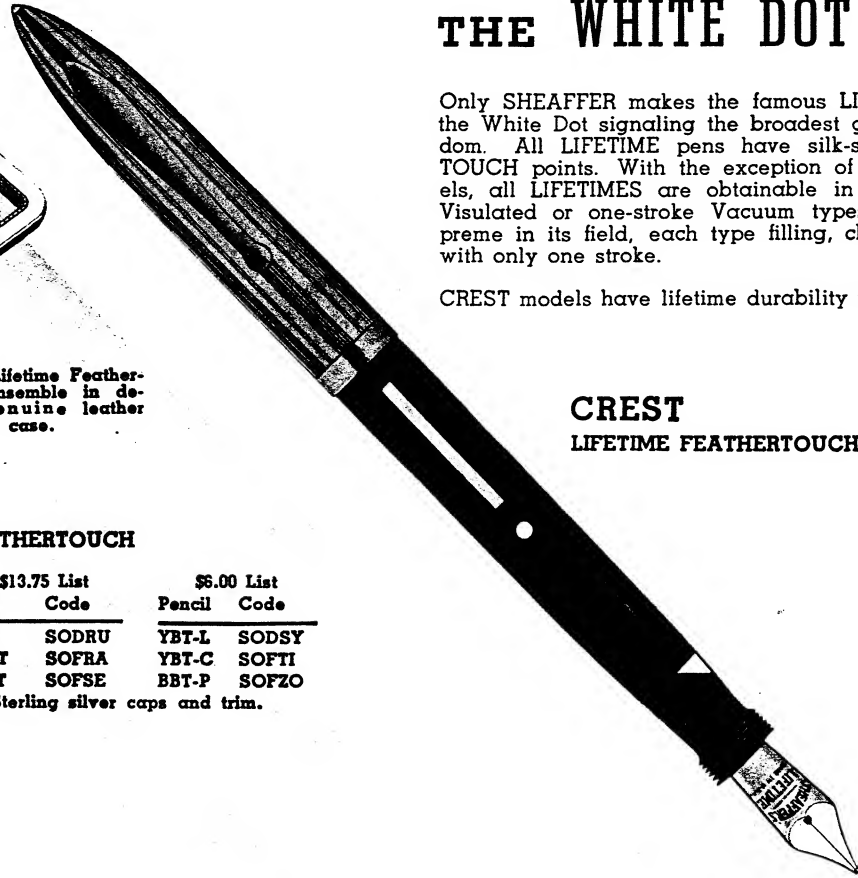 THE WHITE DOT
Only SHEAFFER makes the famous LI
the White Dot signaling the broadest g
dom. All LIFETIME pens have silk-s
TOUCH points. With the exception of
els, all LIFETIMES are obtainable in
Visulated or one-stroke Vacuum type
preme in its field, each type filling, cl
with only one stroke.
CREST models have lifetime durability
ifetime Feather-
nsemble in de-
enuine leather
case.
CREST
LIFETIME FEATHERTOUCH
THERTOUCH
$13.75 List $6.00 List
Code Pencil Code
SODRU YBT-L SODSY
T SOFRA YBT-C SOFTI
T SOFSE BBT-P SOFZO
Sterling silver caps and trim.
SHEAFFER'S
LIFETIME